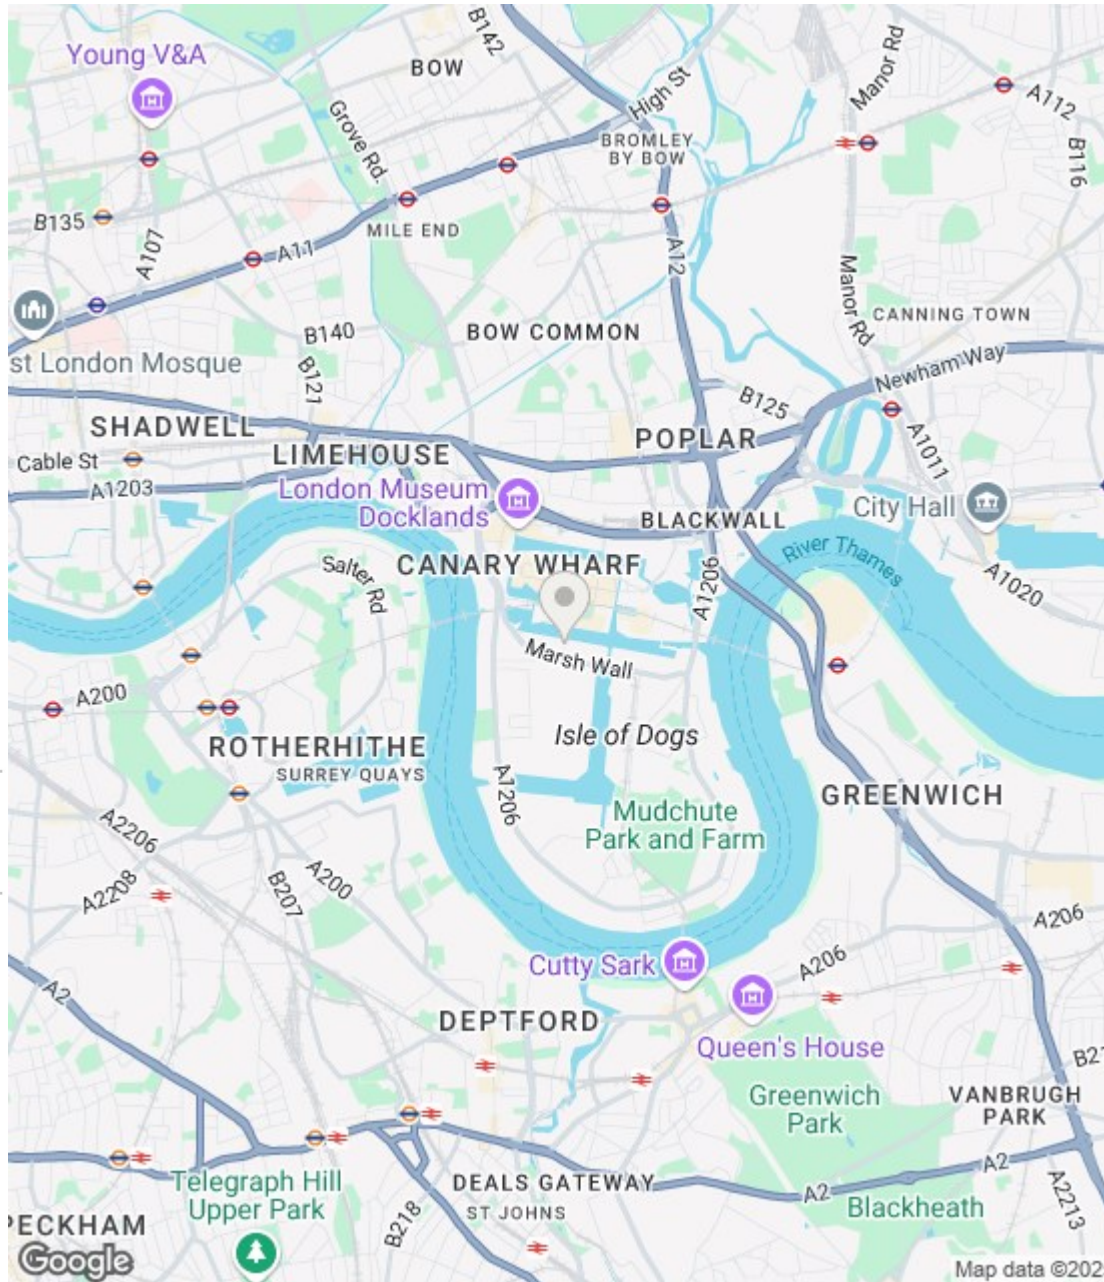 B142
Young V&A
BOW
Manor Rd
High St
A112
Grove Rd.
BROMLEY
BY BOW
B116
B135
A107
MILE END
A11
A12
Manor Rd
CANNING TOWN
B140
BOW COMMON
st London Mosque
B121
Newham Way
B125
SHADWELL
POPLAR
A1011
Cable St
LIMEHOUSE
A1203
London Museum
Docklands
City Hall
BLACKWALL
River Thames
CANARY WHARF
Salter Rd
A1206
A1020
Marsh Wall
A200
Isle of Dogs
ROTHERHITHE
SURREY QUAYS
A1206
GREENWICH
Mudchute
Park and Farm
A2206
A2208
B207
A200
A206
Cutty Sark
A206
A2
DEPTFORD
Queen's House
B21
Greenwich
Park
VANBRUGH
PARK
Telegraph Hill
Upper Park
DEALS GATEWAY
ST JOHNS
A2
A2
Blackheath
A2213
B218
PECKHAM
Google
Map data ©202